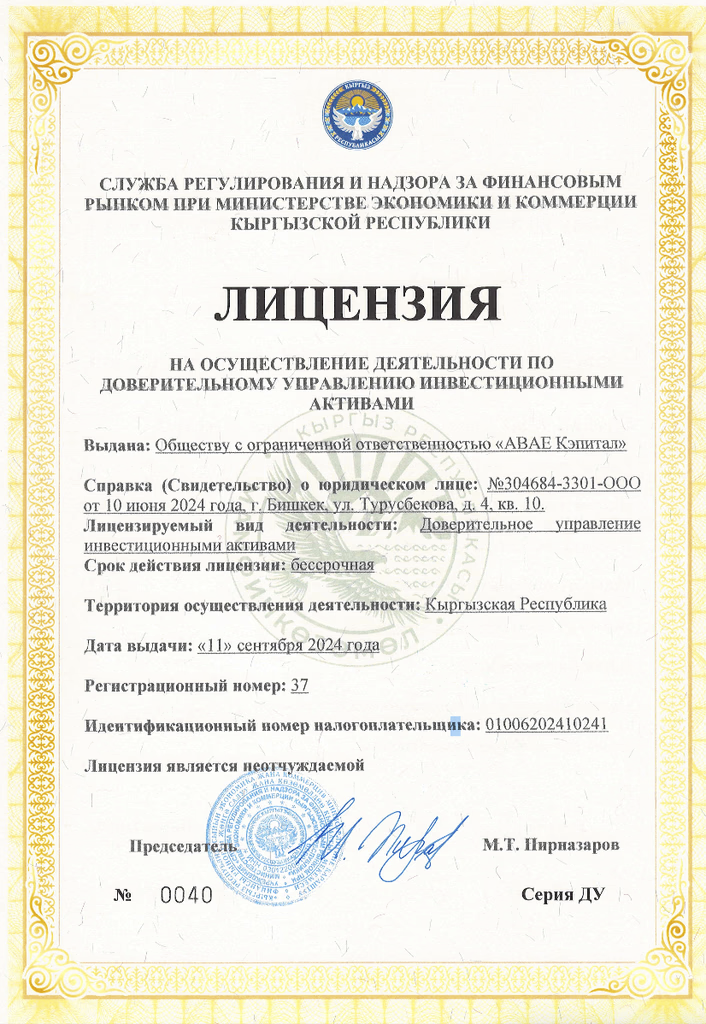 КЫРГЫЗ
РЕСПУБЛИКАСЫ
СЛУЖБА РЕГУЛИРОВАНИЯ И НАДЗОРА ЗА ФИНАНСОВЫМ
РЫНКОМ ПРИ МИНИСТЕРСТВЕ ЭКОНОМИКИ И КОММЕРЦИИ
КЫРГЫЗСКОЙ РЕСПУБЛИКИ
ЛИЦЕНЗИЯ
НА ОСУЩЕСТВЛЕНИЕ ДЕЯТЕЛЬНОСТИ ПО
ДОВЕРИТЕЛЬНОМУ УПРАВЛЕНИЮ ИНВЕСТИЦИОННЫМИ
АКТИВАМИ
Выдана: Обществу с ограниченной ответственностью «АВАЕ Кэпитал»
Справка (Свидетельство) о юридическом лице: №304684-3301-ООО
от 10 июня 2024 года, г. Бишкек, ул. Турусбекова, д. 4, кв. 10.
Лицензируемый вид деятельности: Доверительное управление
инвестиционными активами
Срок действия лицензии: бессрочная
Территория осуществления деятельности: Кыргызская Республика
Дата выдачи: «11» сентября 2024 года
Регистрационный номер: 37
Идентификационный номер налогоплательщика: 01006202410241
Лицензия является неотчуждаемой
Председатель М.Т. Пирназаров
№ 0040 Серия ДУ